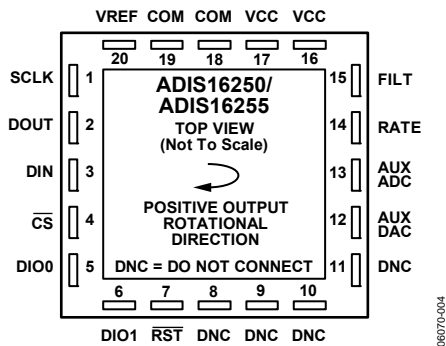 VREF COM COM VCC VCC
20 19 18 17 16
SCLK 1
DOUT 2
DIN 3
CS 4
DIO0 5
ADIS16250/
ADIS16255
TOP VIEW
(Not To Scale)
POSITIVE OUTPUT
ROTATIONAL
DIRECTION
DNC = DO NOT CONNECT
15 FILT
14 RATE
13 AUX
ADC
12 AUX
DAC
11 DNC
6 7 8 9 10
DIO1 RST DNC DNC DNC
06070-004